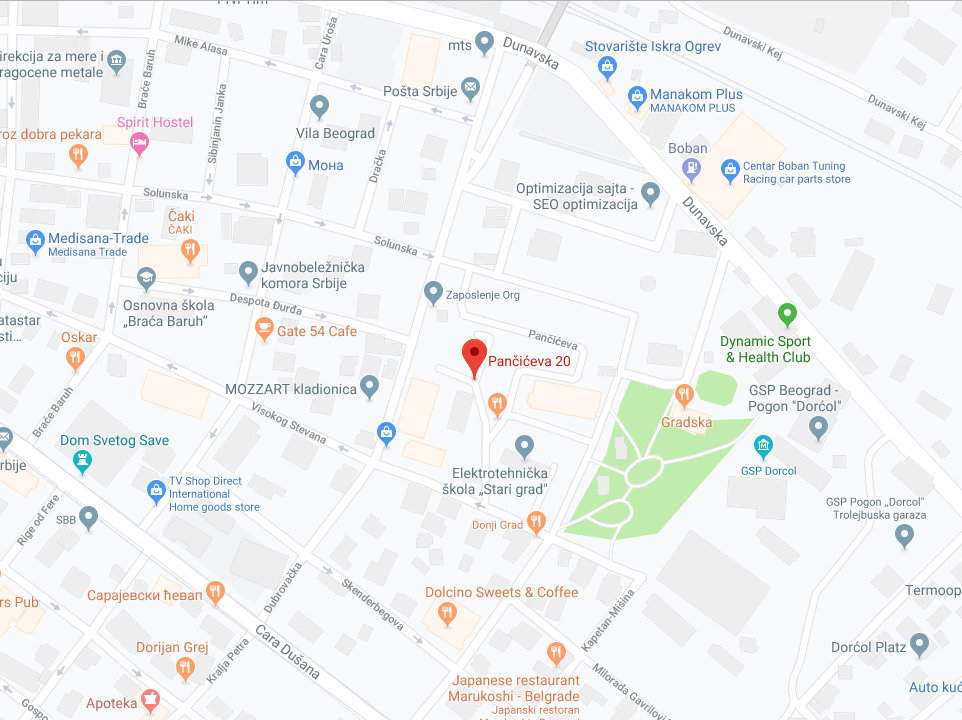 Mike Alasa
Cara Uroša
mts
Dunavska
Stovarište Iskra Ogrev
Dunavski Kej
Dunavski Kej
irekcija za mere i
ragocene metale
Braće Baruh
Sibinjanin Janka
Pošta Srbije
Manakom Plus
MANAKOM PLUS
Spirit Hostel
Vila Beograd
roz dobra pekara
Мона
Dračka
Boban
Centar Boban Tuning
Racing car parts store
Optimizacija sajta -
SEO optimizacija
Solunska
Čaki
ČAKI
Solunska
Dunavska
Medisana-Trade
Medisana Trade
Javnobeležnička
komora Srbije
Osnovna škola
„Braća Baruh”
Despota Đurđa
Zaposlenje Org
ciju
atastar
sti...
Oskar
Gate 54 Cafe
Pančićeva
Pančićeva 20
Dynamic Sport
& Health Club
MOZZART kladionica
GSP Beograd -
Pogon "Dorćol"
Braće Baruh
Visokog Stevana
Gradska
Dom Svetog Save
rbije
Elektrotehnička
škola „Stari grad"
GSP Dorcol
TV Shop Direct
International
Home goods store
SBB
Rige od Fere
Donji Grad
GSP Pogon „Dorcol"
Trolejbuska garaza
Сарајевски ћевап
Dubrovačka
Skenderbegova
Dolcino Sweets & Coffee
Kapetan-Mišina
Termoop
rs Pub
Cara Dušana
Dorijan Grej
Kralja Petra
Dorćol Platz
Japanese restaurant
Marukoshi - Belgrade
Japanski restoran
Milorada Gavrilovi
Auto kuć
Apoteka
Gospo